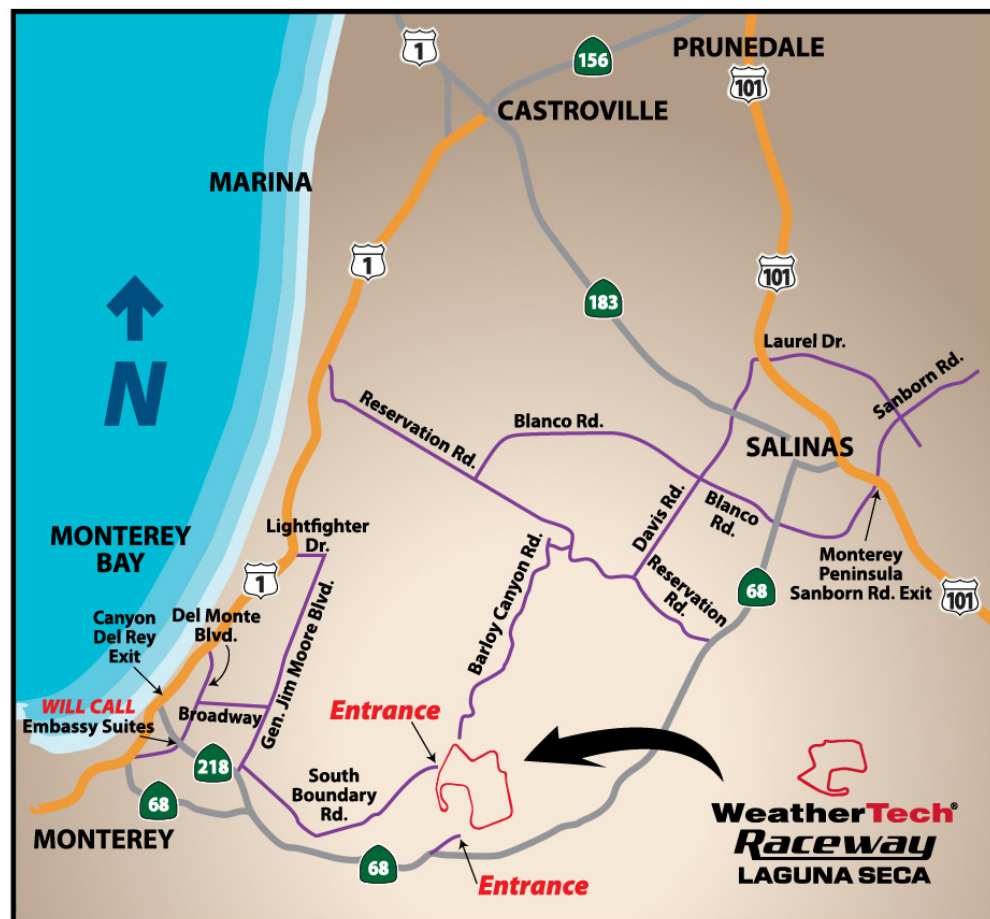 1
156
PRUNEDALE
101
CASTROVILLE
MARINA
1
101
183
N
Laurel Dr.
Sanborn Rd.
Reservation Rd.
Blanco Rd.
SALINAS
Davis Rd.
Blanco
Rd.
MONTEREY
BAY
Lightfighter
Dr.
1
Barloy Canyon Rd.
Reservation
Rd.
68
Monterey
Peninsula
Sanborn Rd. Exit
101
Canyon
Del Rey
Exit
Del Monte
Blvd.
Gen. Jim Moore Blvd.
WILL CALL
Embassy Suites
Broadway
Entrance
218
South
Boundary
Rd.
68
MONTEREY
68
Entrance
WeatherTech®
Raceway
LAGUNA SECA